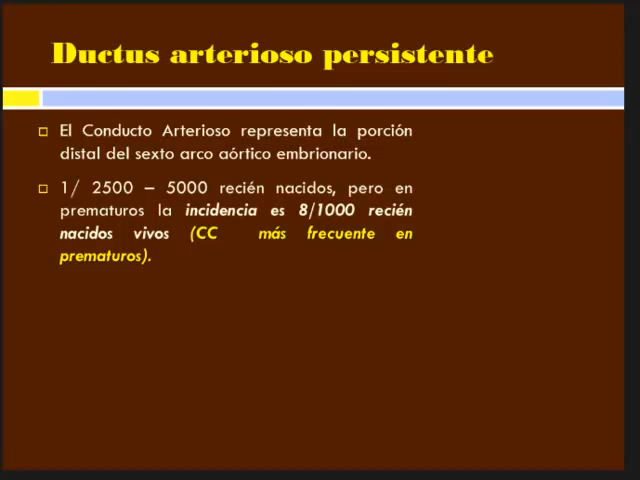 Ductus arterioso persistente
El Conducto Arterioso representa la porción
distal del sexto arco aórtico embrionario.
1/ 2500 – 5000 recién nacidos, pero en
prematuros la incidencia es 8/1000 recién
nacidos vivos (CC más frecuente en
prematuros).